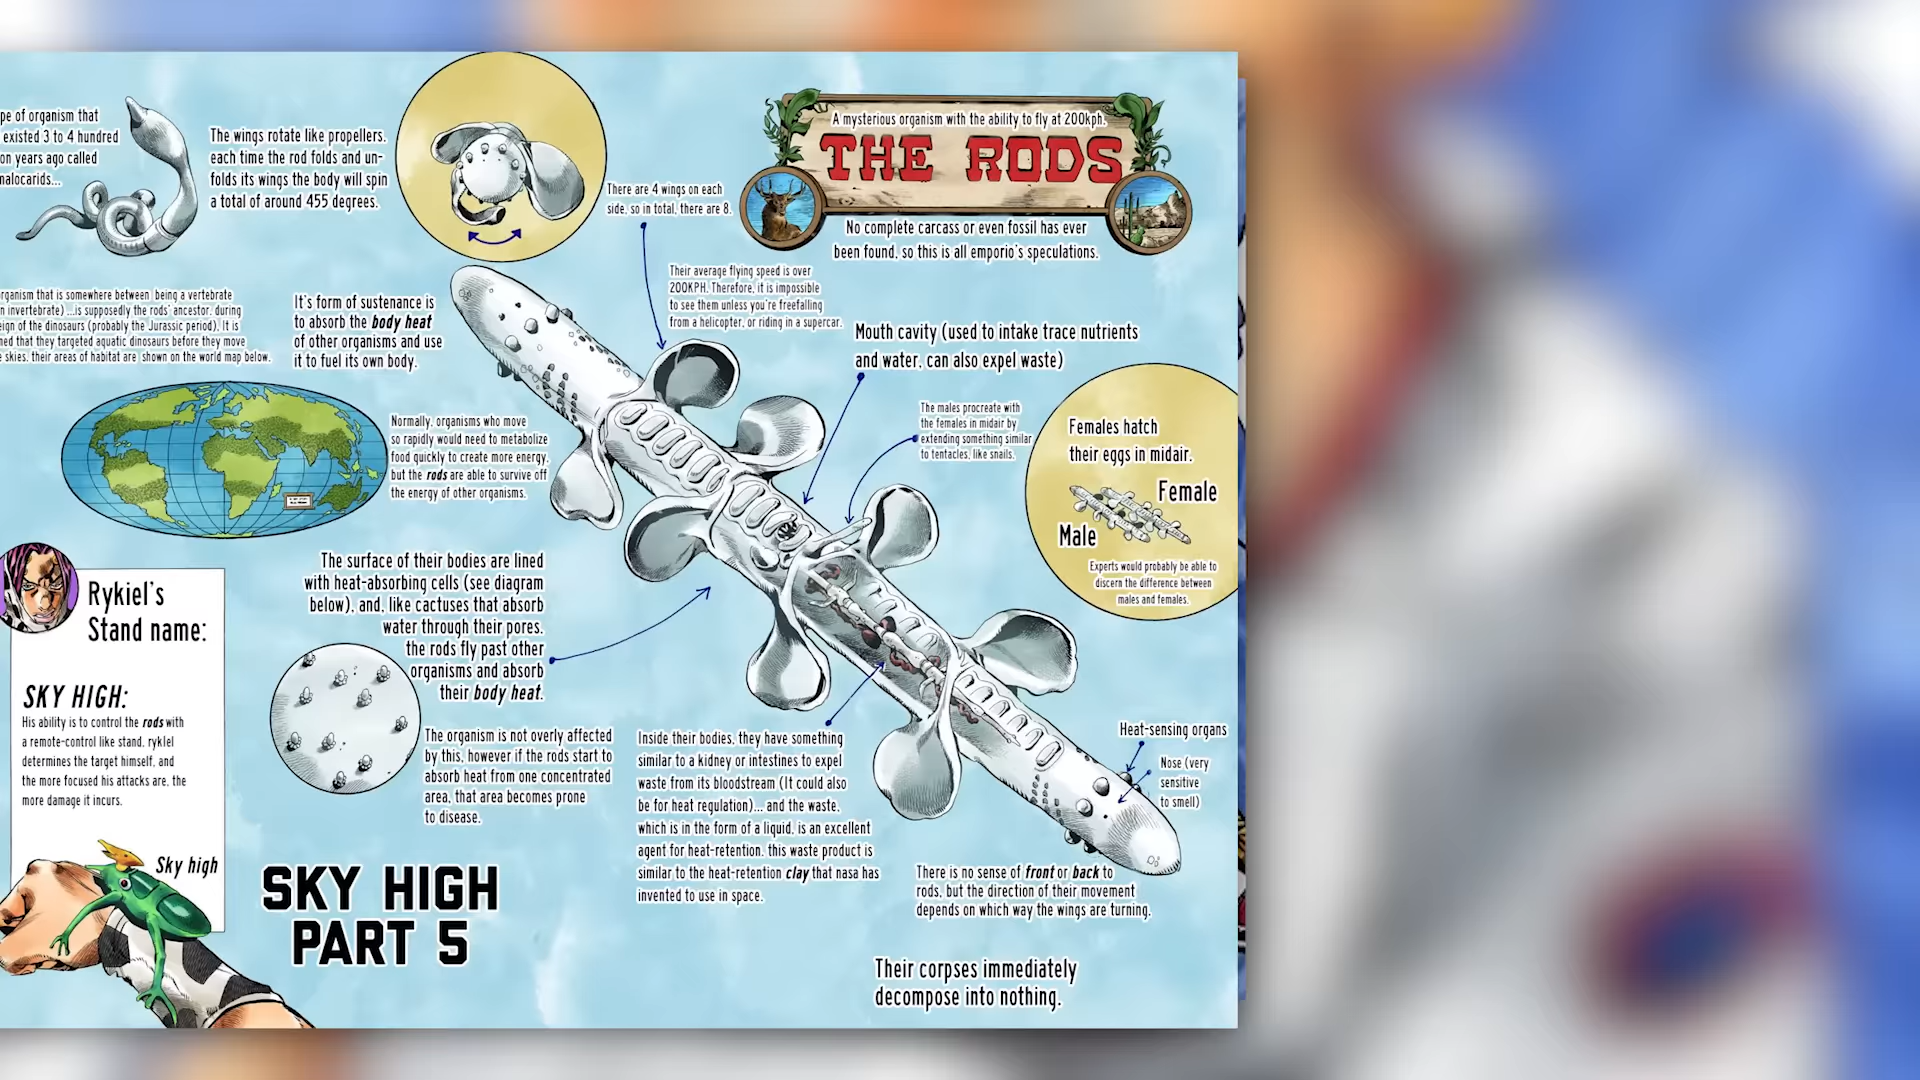 A mysterious organism with the ability to fly at 200kph.
THE RODS
No complete carcass or even fossil has ever
been found, so this is all emporio's speculations.
pe of organism that
existed 3 to 4 hundred
on years ago called
malocarids...
The wings rotate like propellers.
each time the rod folds and un-
folds its wings the body will spin
a total of around 455 degrees.
There are 4 wings on each
side, so in total, there are 8.
Their average flying speed is over
200KPH. Therefore, it is impossible
to see them unless you're freefalling
from a helicopter, or riding in a supercar.
rganism that is somewhere between being a vertebrate
n invertebrate) ...is supposedly the rods' ancestor. during
eign of the dinosaurs (probably the Jurassic period). It is
ned that they targeted aquatic dinosaurs before they move
e skies. their areas of habitat are shown on the world map below.
It's form of sustenance is
to absorb the body heat
of other organisms and use
it to fuel its own body.
Mouth cavity (used to intake trace nutrients
and water, can also expel waste)
Normally, organisms who move
so rapidly would need to metabolize
food quickly to create more energy,
but the rods are able to survive off
the energy of other organisms.
The males procreate with
the females in midair by
extending something similar
to tentacles, like snails.
Females hatch
their eggs in midair.
Female
Male
Experts would probably be able to
discern the difference between
males and females.
The surface of their bodies are lined
with heat-absorbing cells (see diagram
below), and, like cactuses that absorb
water through their pores.
the rods fly past other
organisms and absorb
their body heat.
Rykiel's
Stand name:
SKY HIGH:
His ability is to control the rods with
a remote-control like stand, rykiel
determines the target himself, and
the more focused his attacks are, the
more damage it incurs.
Sky high
The organism is not overly affected
by this, however if the rods start to
absorb heat from one concentrated
area, that area becomes prone
to disease.
Inside their bodies, they have something
similar to a kidney or intestines to expel
waste from its bloodstream (It could also
be for heat regulation)... and the waste,
which is in the form of a liquid, is an excellent
agent for heat-retention. this waste product is
similar to the heat-retention clay that nasa has
invented to use in space.
Heat-sensing organs
Nose (very
sensitive
to smell)
There is no sense of front or back to
rods, but the direction of their movement
depends on which way the wings are turning.
SKY HIGH
PART 5
Their corpses immediately
decompose into nothing.